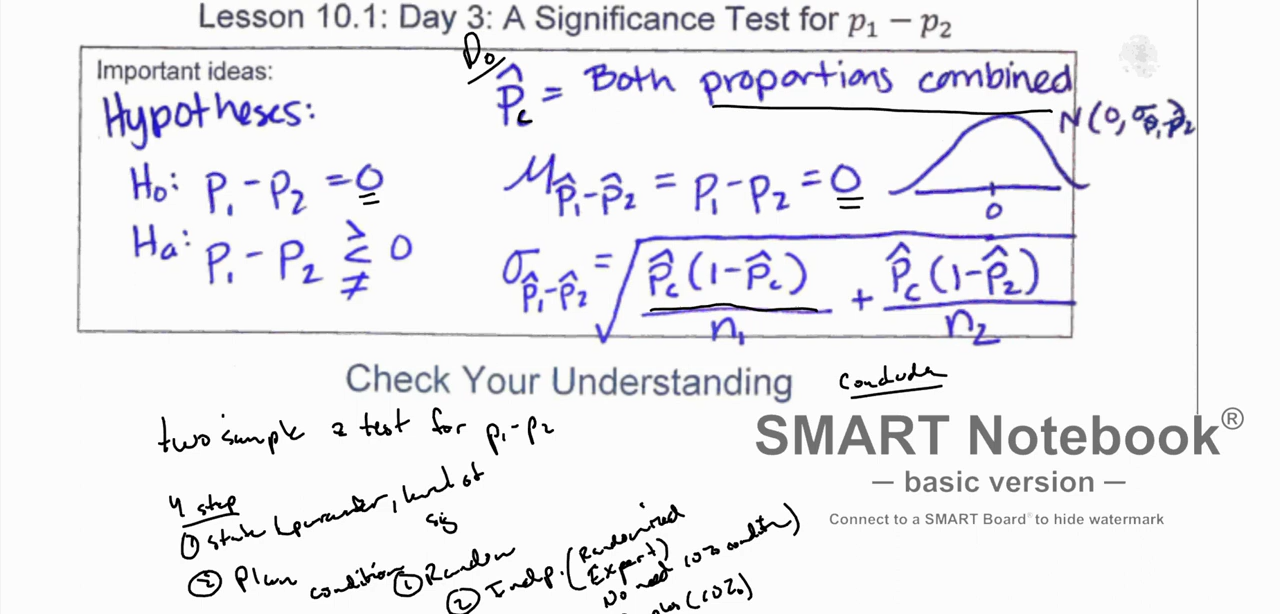 Lesson 10.1: Day 3: A Significance Test for p₁ − p₂
Do
Important ideas:
p̂c = Both proportions combined
Hypotheses:
N(0, σp̂₁-p̂₂
H₀: P₁ - P₂ = 0
μp̂₁-p̂₂ = P₁ - P₂ = 0
0
Ha: P₁ - P₂ > < ≠ 0
σp̂₁-p̂₂ = √ p̂c(1-p̂c) / n₁ + p̂c(1-p̂₂) / n₂
Check Your Understanding
Conclude
two sample z test for p₁-p₂
SMART Notebook®
— basic version —
Connect to a SMART Board® to hide watermark
4 step
① State (parameter, level of
sig
② Plan conditions ① Random
② Indep. (Randomized
Expert)
No need 10% condition)
(10%)